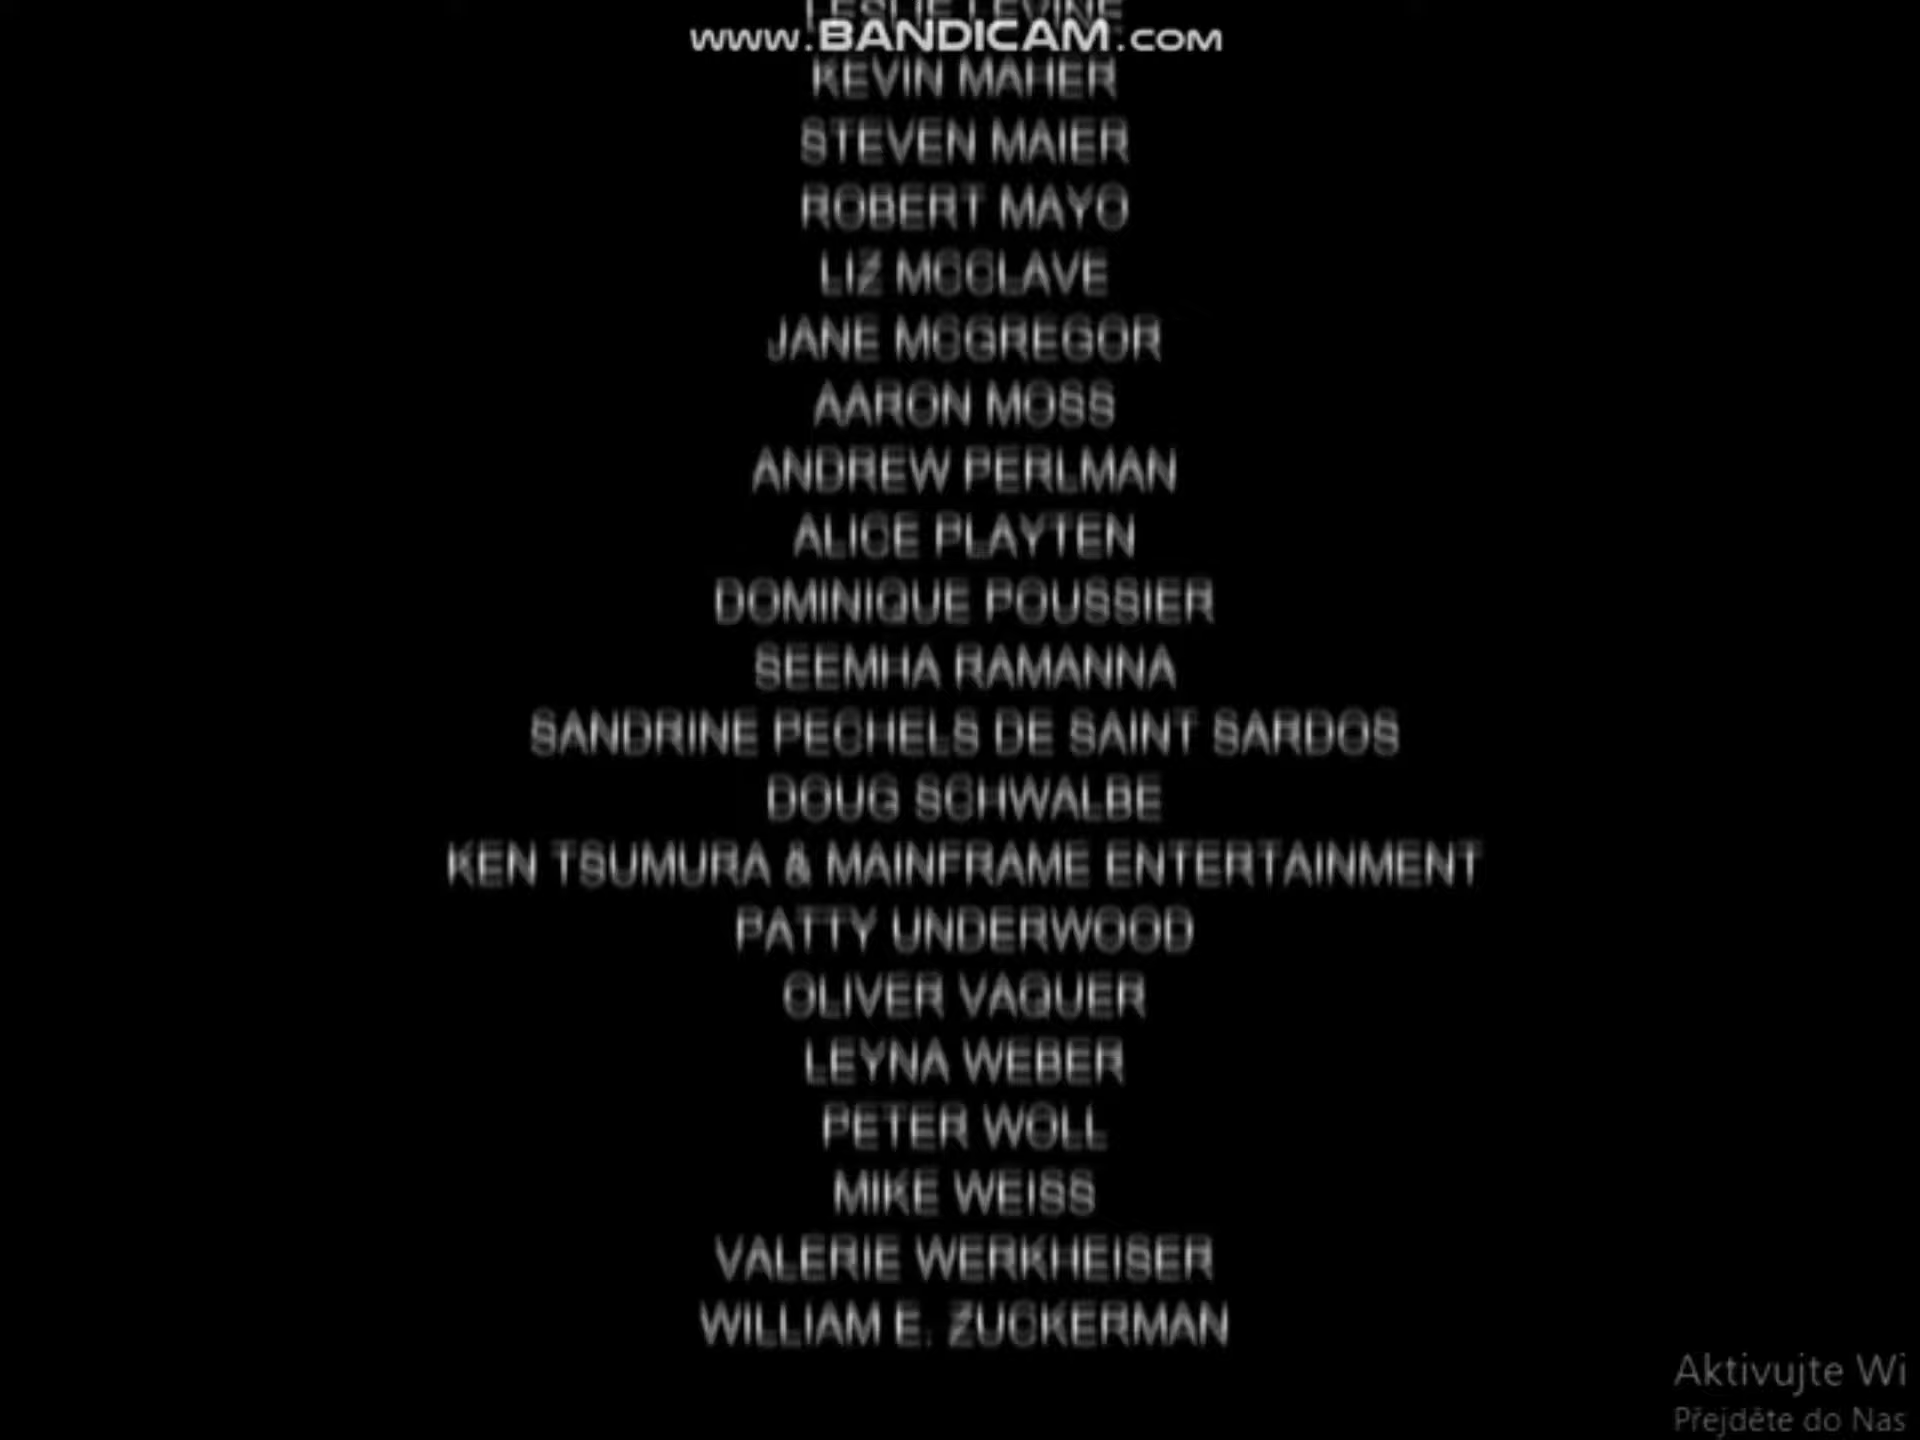 LESLIE LEVINE
www.BANDICAM.com
KEVIN MAHER
STEVEN MAIER
ROBERT MAYO
LIZ MCCLAVE
JANE MCGREGOR
AARON MOSS
ANDREW PERLMAN
ALICE PLAYTEN
DOMINIQUE POUSSIER
SEEMHA RAMANNA
SANDRINE PECHELS DE SAINT SARDOS
DOUG SCHWALBE
KEN TSUMURA & MAINFRAME ENTERTAINMENT
PATTY UNDERWOOD
OLIVER VAQUER
LEYNA WEBER
PETER WOLL
MIKE WEISS
VALERIE WERKHEISER
WILLIAM E. ZUCKERMAN
Aktivujte Wi
Přejděte do Nas